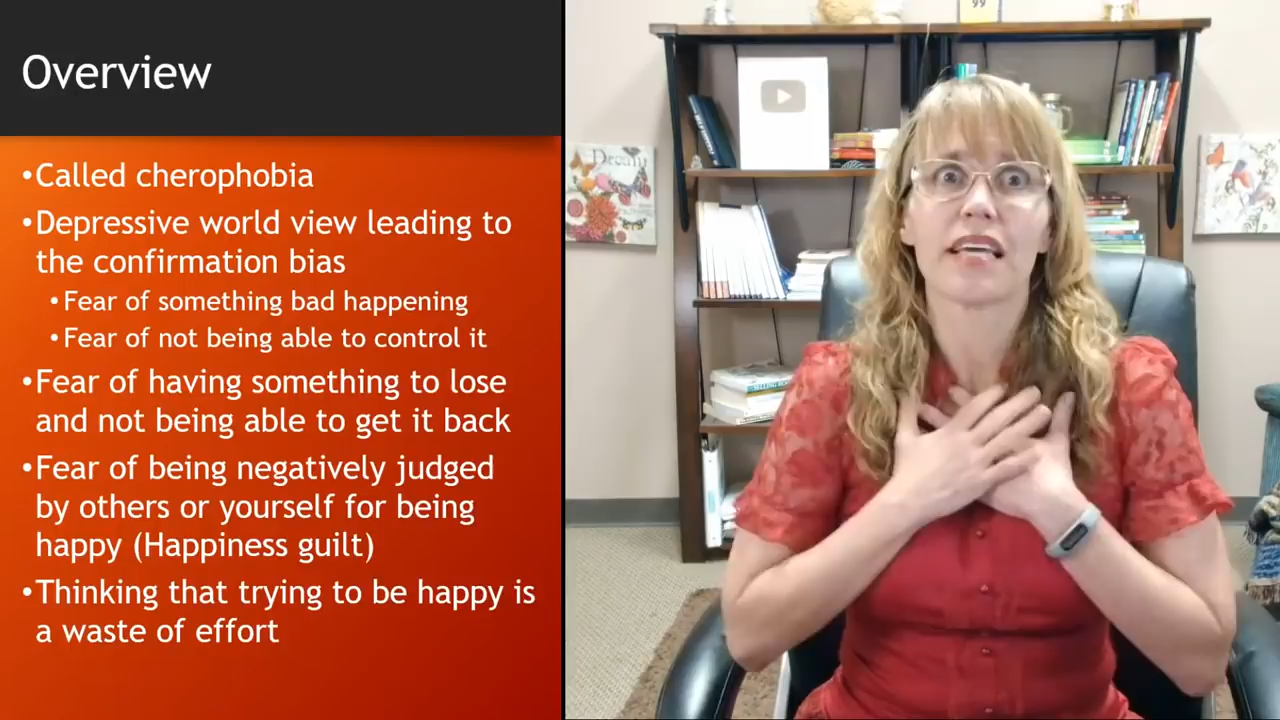 Overview
•Called cherophobia
•Depressive world view leading to
the confirmation bias
•Fear of something bad happening
•Fear of not being able to control it
•Fear of having something to lose
and not being able to get it back
•Fear of being negatively judged
by others or yourself for being
happy (Happiness guilt)
•Thinking that trying to be happy is
a waste of effort
99
Dream